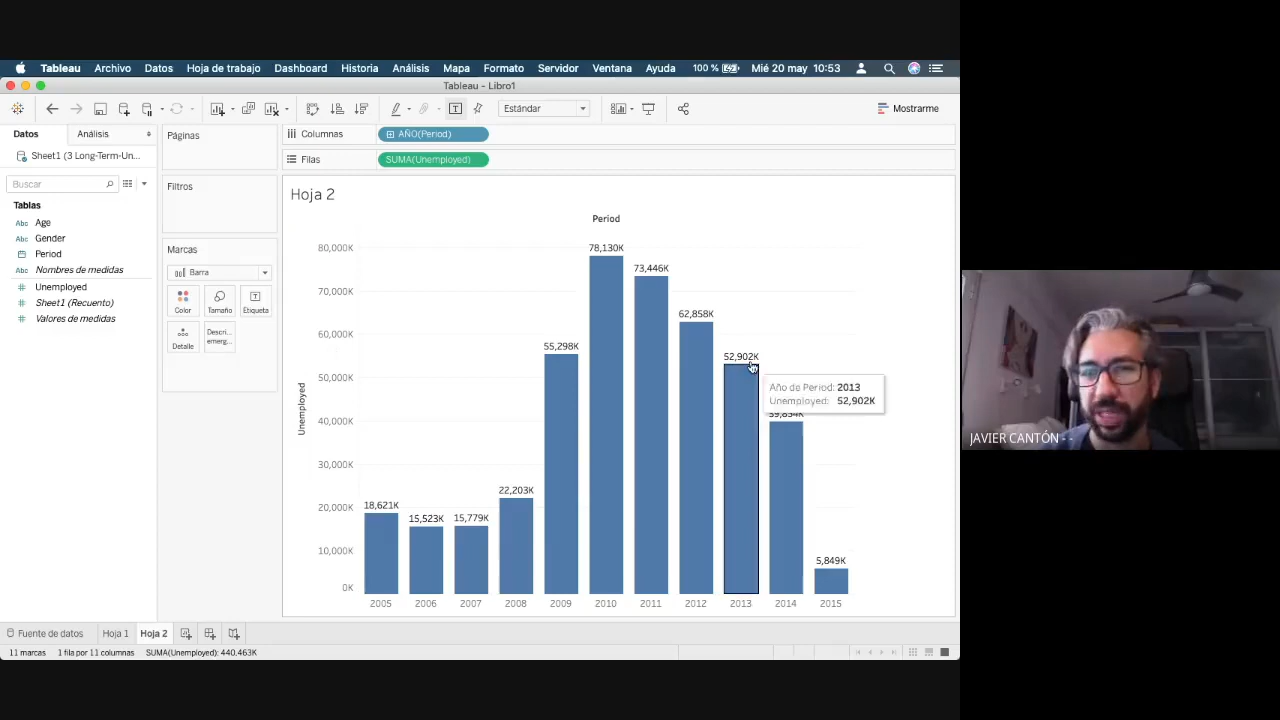 Tableau Archivo Datos Hoja de trabajo Dashboard Historia Análisis Mapa Formato Servidor Ventana Ayuda 100 % Mié 20 may 10:53
Tableau - Libro1
Estándar
Mostrarme
Datos Análisis
Sheet1 (3 Long-Term-Un...
Buscar
Tablas
Abc Age
Abc Gender
Period
Abc Nombres de medidas
Unemployed
Sheet1 (Recuento)
Valores de medidas
Páginas
Filtros
Marcas
Barra
Color Tamaño Etiqueta
Detalle Descri... emerg...
Columnas AÑO(Period)
Filas SUMA(Unemployed)
Hoja 2
Period
Unemployed
80,000K
70,000K
60,000K
50,000K
40,000K
30,000K
20,000K
10,000K
0K
18,621K
15,523K
15,779K
22,203K
55,298K
78,130K
73,446K
62,858K
52,902K
39,834K
5,849K
Año de Period: 2013
Unemployed: 52,902K
2005 2006 2007 2008 2009 2010 2011 2012 2013 2014 2015
Fuente de datos Hoja 1 Hoja 2
11 marcas 1 fila por 11 columnas SUMA(Unemployed): 440.463K
JAVIER CANTÓN - -